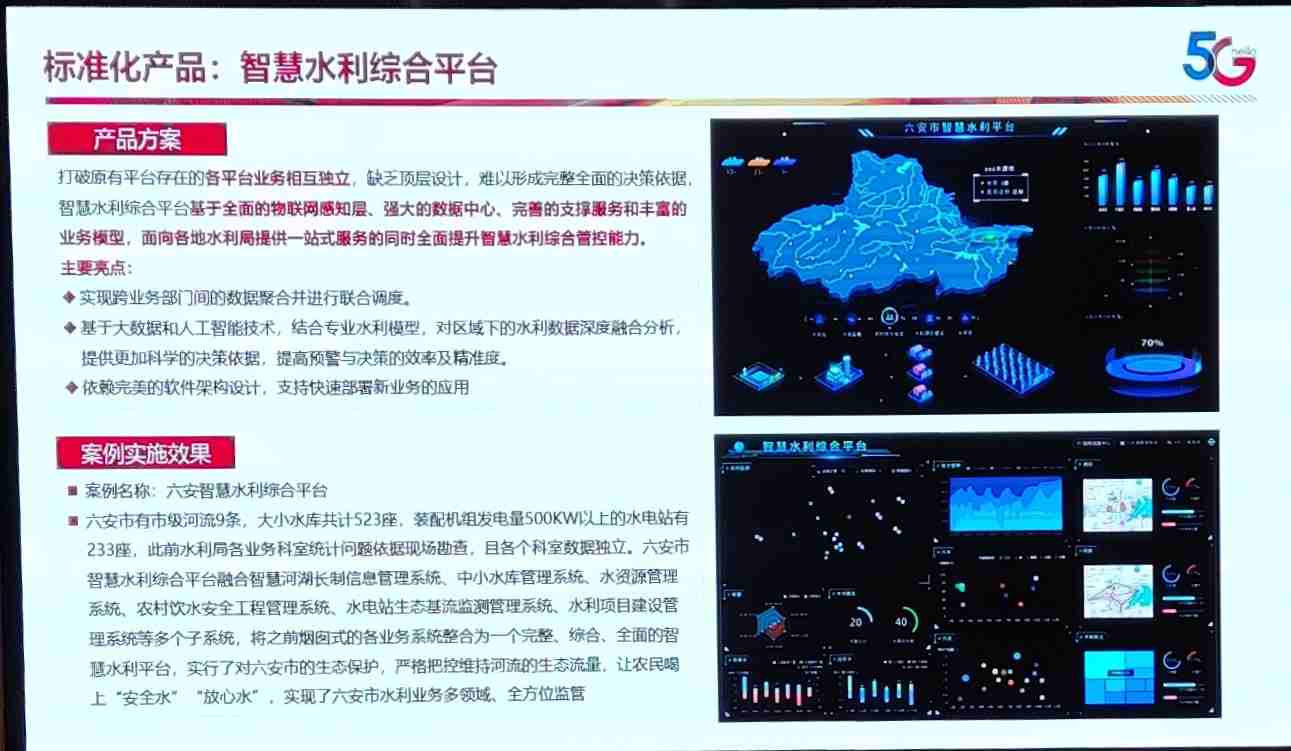 标准化产品：智慧水利综合平台
5G
hello
产品方案
打破原有平台存在的各平台业务相互独立，缺乏顶层设计，难以形成完整全面的决策依据，
智慧水利综合平台基于全面的物联网感知层、强大的数据中心、完善的支撑服务和丰富的
业务模型，面向各地水利局提供一站式服务的同时全面提升智慧水利综合管控能力。
主要亮点：
实现跨业务部门间的数据聚合并进行联合调度。
基于大数据和人工智能技术，结合专业水利模型，对区域下的水利数据深度融合分析，
提供更加科学的决策依据，提高预警与决策的效率及精准度。
依赖完美的软件架构设计，支持快速部署新业务的应用
案例实施效果
案例名称：六安智慧水利综合平台
六安市有市级河流9条，大小水库共计523座，装配机组发电量500KW以上的水电站有
233座，此前水利局各业务科室统计问题依据现场勘查，且各个科室数据独立。六安市
智慧水利综合平台融合智慧河湖长制信息管理系统、中小水库管理系统、水资源管理
系统、农村饮水安全工程管理系统、水电站生态基流监测管理系统、水利项目建设管
理系统等多个子系统，将之前烟囱式的各业务系统整合为一个完整、综合、全面的智
慧水利平台，实行了对六安市的生态保护，严格把控维持河流的生态流量，让农民喝
上“安全水”“放心水”，实现了六安市水利业务多领域、全方位监管
六安市智慧水利平台
70%
智慧水利综合平台
20
40